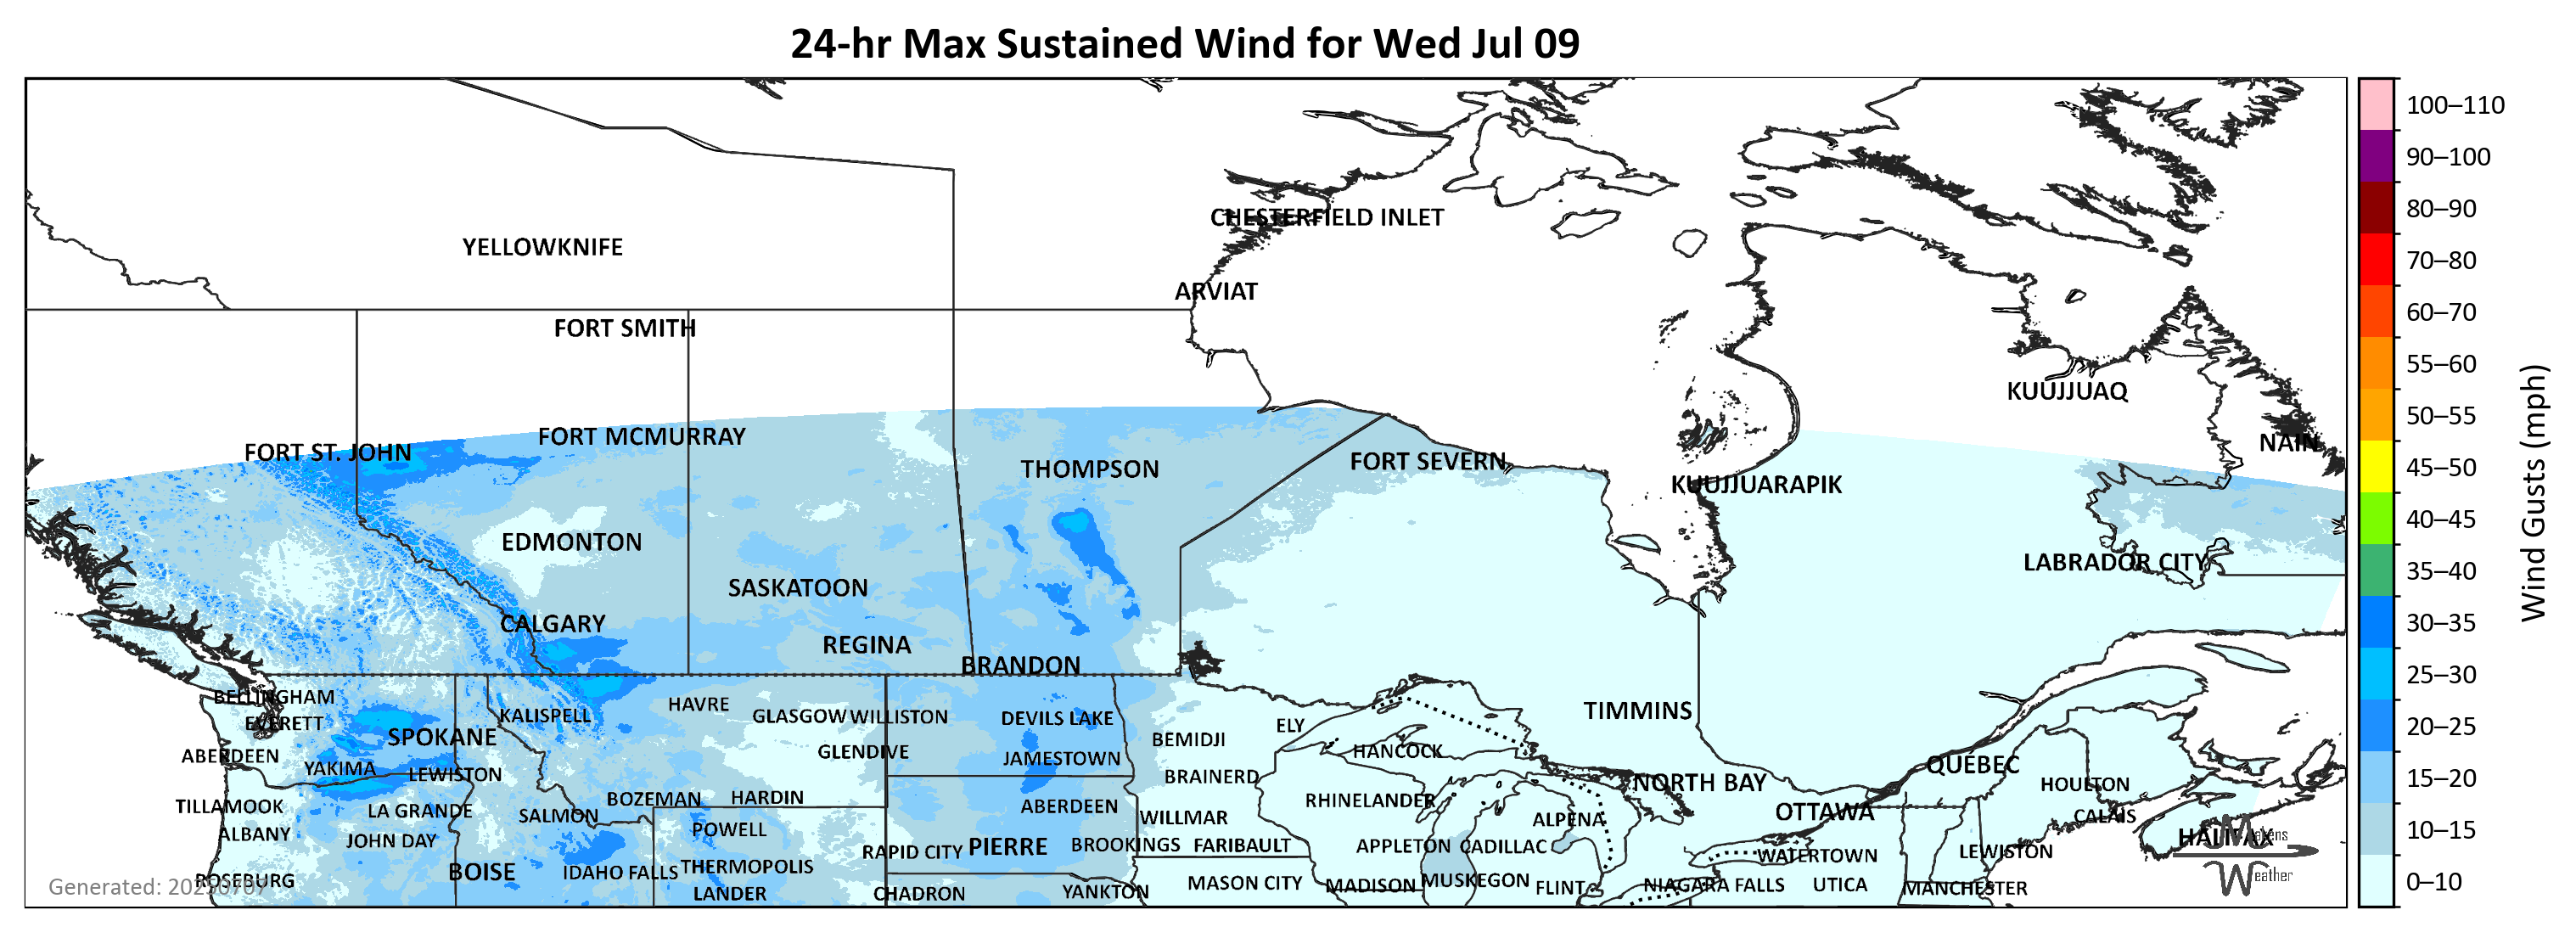 24-hr Max Sustained Wind for Wed Jul 09
100–110
90–100
CHESTERFIELD INLET
80–90
YELLOWKNIFE
70–80
ARVIAT
60–70
FORT SMITH
55–60
KUUJJUAQ
50–55
FORT ST. JOHN
FORT MCMURRAY
NAIN
THOMPSON
FORT SEVERN
45–50
KUUJJUARAPIK
40–45
Wind Gusts (mph)
EDMONTON
LABRADOR CITY
35–40
SASKATOON
CALGARY
30–35
REGINA
BRANDON
25–30
BELLINGHAM
HAVRE
KALISPELL
GLASGOW
WILLISTON
DEVILS LAKE
TIMMINS
EVERETT
ELY
20–25
SPOKANE
BEMIDJI
ABERDEEN
GLENDIVE
JAMESTOWN
HANCOCK
QUEBEC
YAKIMA
LEWISTON
BRAINERD
NORTH BAY
HOULTON
15–20
TILLAMOOK
LA GRANDE
SALMON
BOZEMAN
HARDIN
ABERDEEN
WILLMAR
RHINELANDER
ALPENA
OTTAWA
CALAIS
10–15
ALBANY
JOHN DAY
POWELL
HALIFAX
Makens
Weather
BOISE
IDAHO FALLS
THERMOPOLIS
RAPID CITY
PIERRE
BROOKINGS
FARIBAULT
APPLETON
CADILLAC
WATERTOWN
LEWISTON
ROSEBURG
Generated: 20250707
LANDER
CHADRON
YANKTON
MASON CITY
MADISON
MUSKEGON
FLINT
NIAGARA FALLS
UTICA
MANCHESTER
0–10